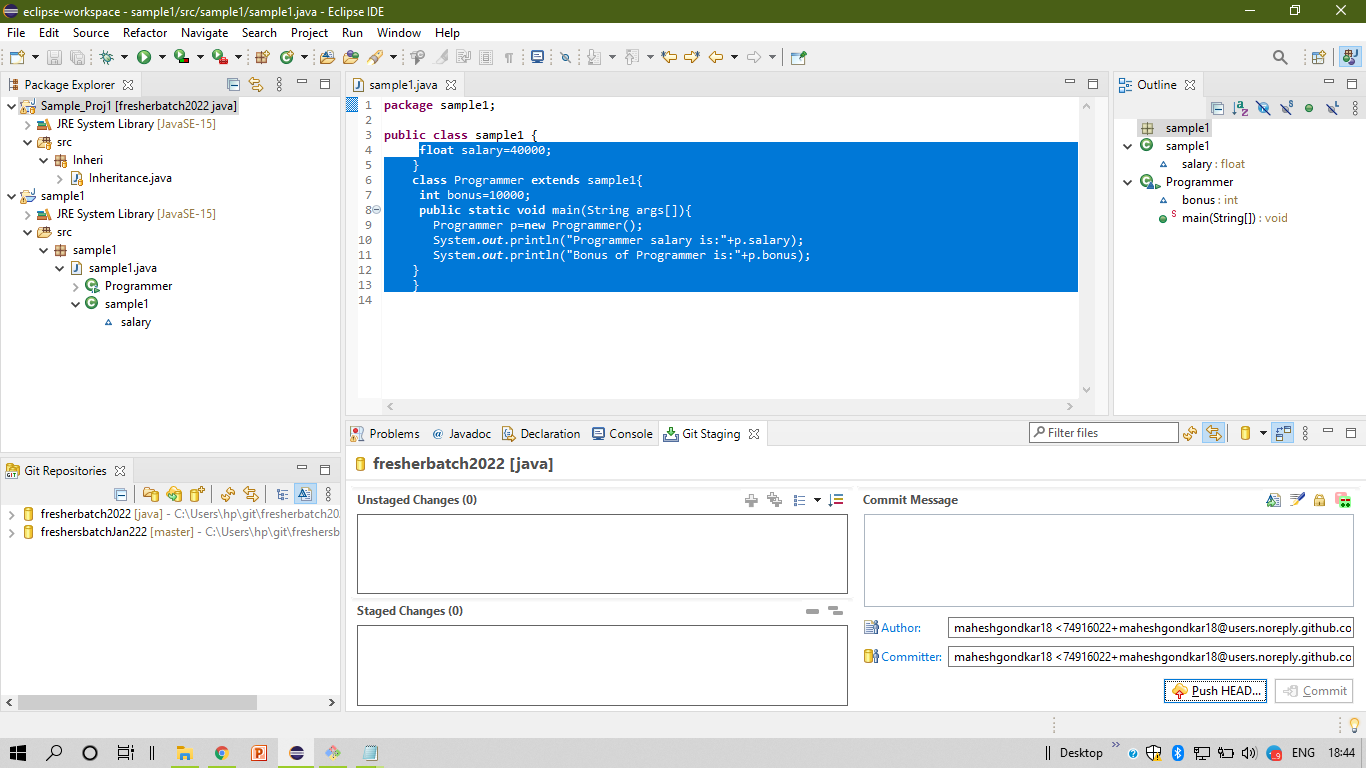 eclipse-workspace - sample1/src/sample1/sample1.java - Eclipse IDE
File Edit Source Refactor Navigate Search Project Run Window Help
Package Explorer
Sample_Proj1 [fresherbatch2022 java]
JRE System Library [JavaSE-15]
src
Inheri
Inheritance.java
sample1
JRE System Library [JavaSE-15]
src
sample1
sample1.java
Programmer
sample1
salary
sample1.java
1 package sample1;
2
3 public class sample1 {
4 float salary=40000;
5 }
6 class Programmer extends sample1{
7 int bonus=10000;
8 public static void main(String args[]){
9 Programmer p=new Programmer();
10 System.out.println("Programmer salary is:"+p.salary);
11 System.out.println("Bonus of Programmer is:"+p.bonus);
12 }
13 }
14
Outline
sample1
sample1
salary : float
Programmer
bonus : int
main(String[]) : void
Git Repositories
fresherbatch2022 [java] - C:\Users\hp\git\fresherbatch20
freshersbatchJan222 [master] - C:\Users\hp\git\freshersb
Problems @ Javadoc Declaration Console Git Staging
Filter files
fresherbatch2022 [java]
Unstaged Changes (0)
Staged Changes (0)
Commit Message
Author: maheshgondkar18 <74916022+maheshgondkar18@users.noreply.github.co
Committer: maheshgondkar18 <74916022+maheshgondkar18@users.noreply.github.co
Push HEAD... Commit
Desktop ENG 18:44